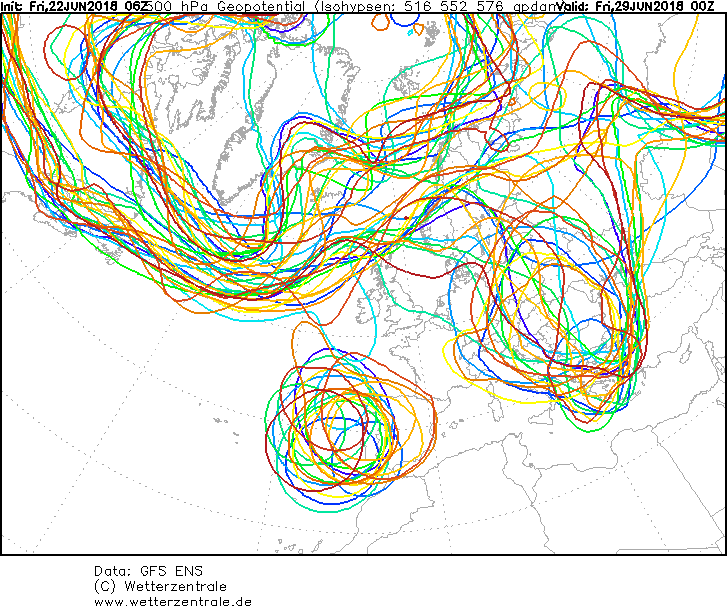 Init: Fri,22JUN2018 06Z 500 hPa Geopotential (Isohypsen: 516 552 576 gpdam) Valid: Fri,29JUN2018 00Z
Data: GFS ENS
(C) Wetterzentrale
www.wetterzentrale.de